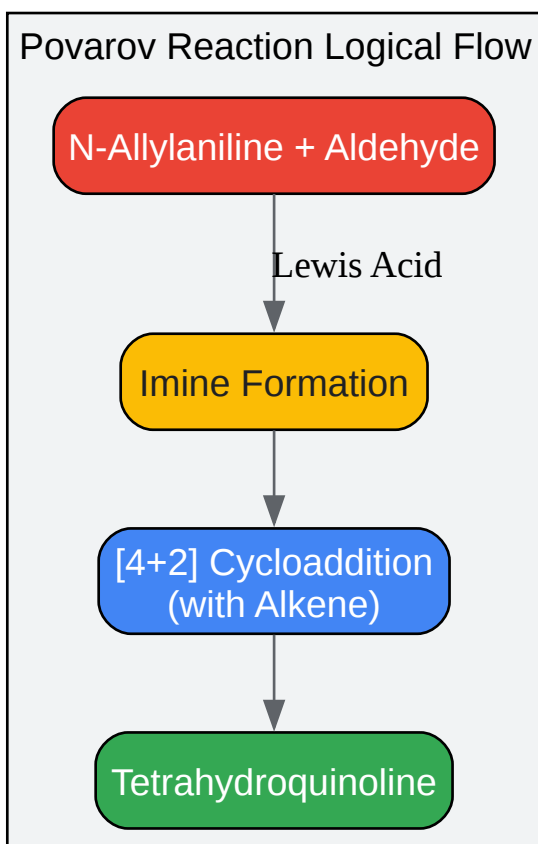 Povarov Reaction Logical Flow
N-Allylaniline + Aldehyde
Lewis Acid
Imine Formation
[4+2] Cycloaddition
(with Alkene)
Tetrahydroquinoline